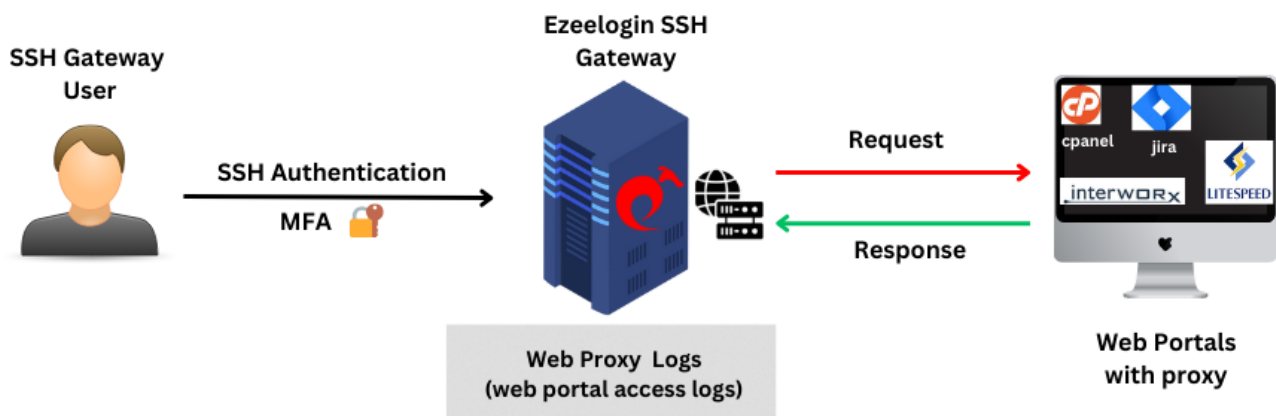 SSH Gateway
User
SSH Authentication
MFA
Ezeelogin SSH
Gateway
Web Proxy Logs
(web portal access logs)
Request
Response
cP
cpanel
jira
.interworx
LITESPEED
Web Portals
with proxy